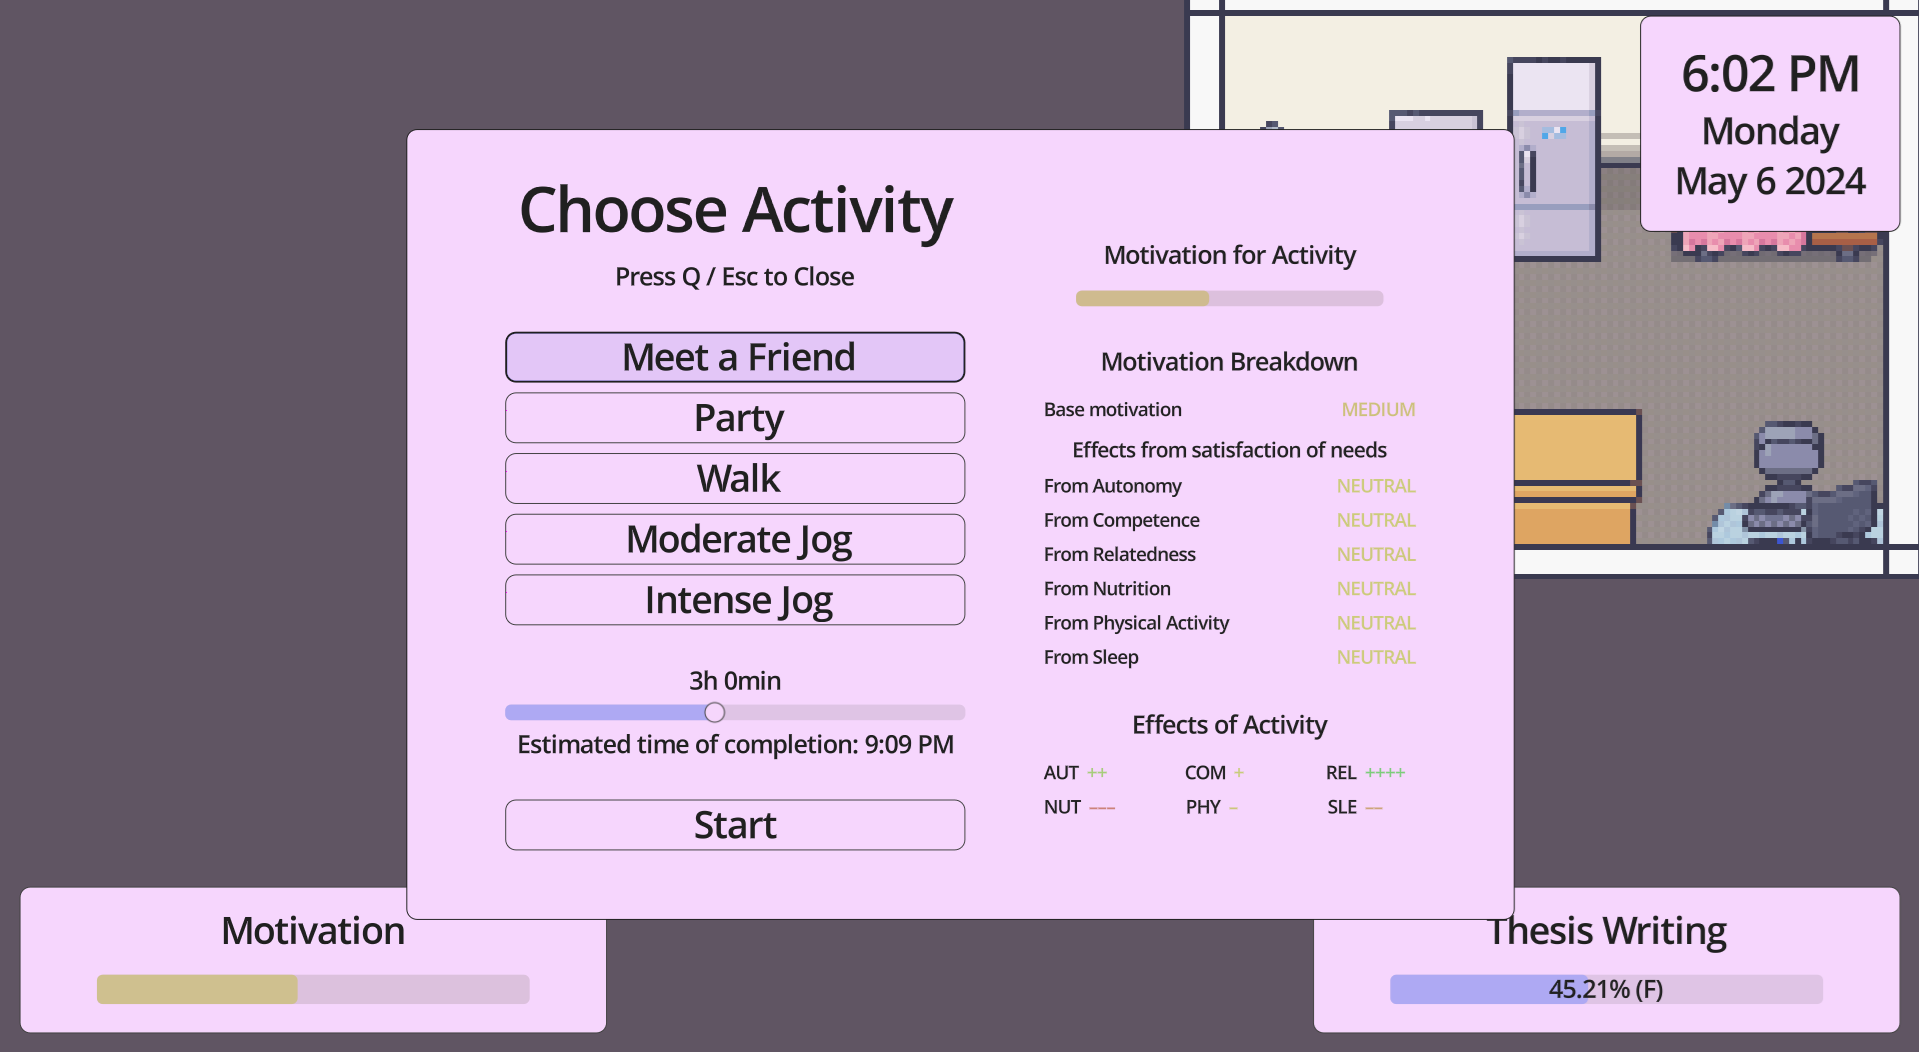 6:02 PM
Monday
May 6 2024
Choose Activity
Press Q / Esc to Close
Meet a Friend
Party
Walk
Moderate Jog
Intense Jog
3h 0min
Estimated time of completion: 9:09 PM
Start
Motivation for Activity
Motivation Breakdown
Base motivation MEDIUM
Effects from satisfaction of needs
From Autonomy NEUTRAL
From Competence NEUTRAL
From Relatedness NEUTRAL
From Nutrition NEUTRAL
From Physical Activity NEUTRAL
From Sleep NEUTRAL
Effects of Activity
AUT ++ COM + REL ++++
NUT --- PHY - SLE --
Motivation
Thesis Writing
45.21% (F)